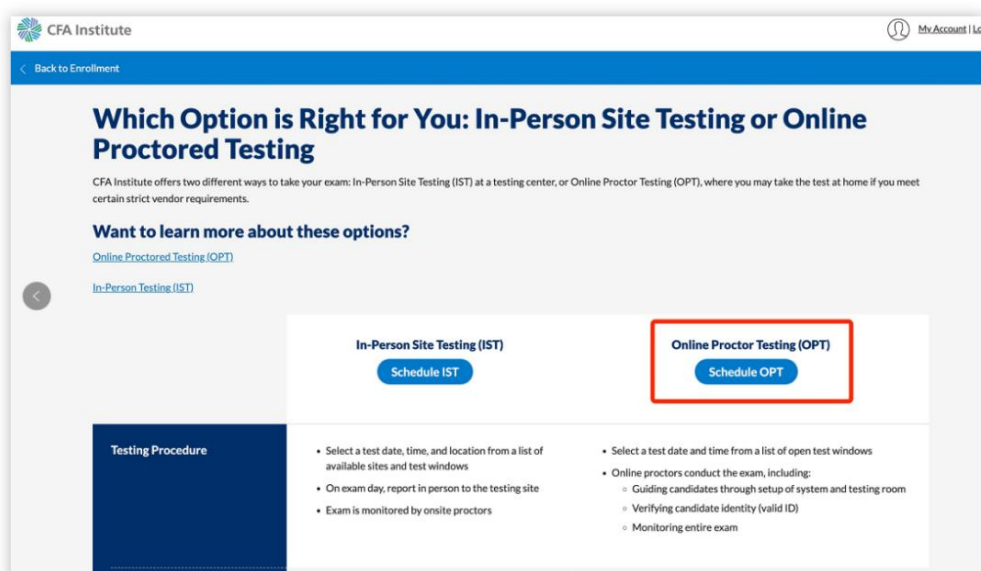 CFA Institute
My Account | Lo
Back to Enrollment
Which Option is Right for You: In-Person Site Testing or Online
Proctored Testing
CFA Institute offers two different ways to take your exam: In-Person Site Testing (IST) at a testing center, or Online Proctor Testing (OPT), where you may take the test at home if you meet
certain strict vendor requirements.
Want to learn more about these options?
Online Proctored Testing (OPT)
In-Person Testing (IST)
In-Person Site Testing (IST)
Schedule IST
Online Proctor Testing (OPT)
Schedule OPT
Testing Procedure
• Select a test date, time, and location from a list of
available sites and test windows
• On exam day, report in person to the testing site
• Exam is monitored by onsite proctors
• Select a test date and time from a list of open test windows
• Online proctors conduct the exam, including:
○ Guiding candidates through setup of system and testing room
○ Verifying candidate identity (valid ID)
○ Monitoring entire exam